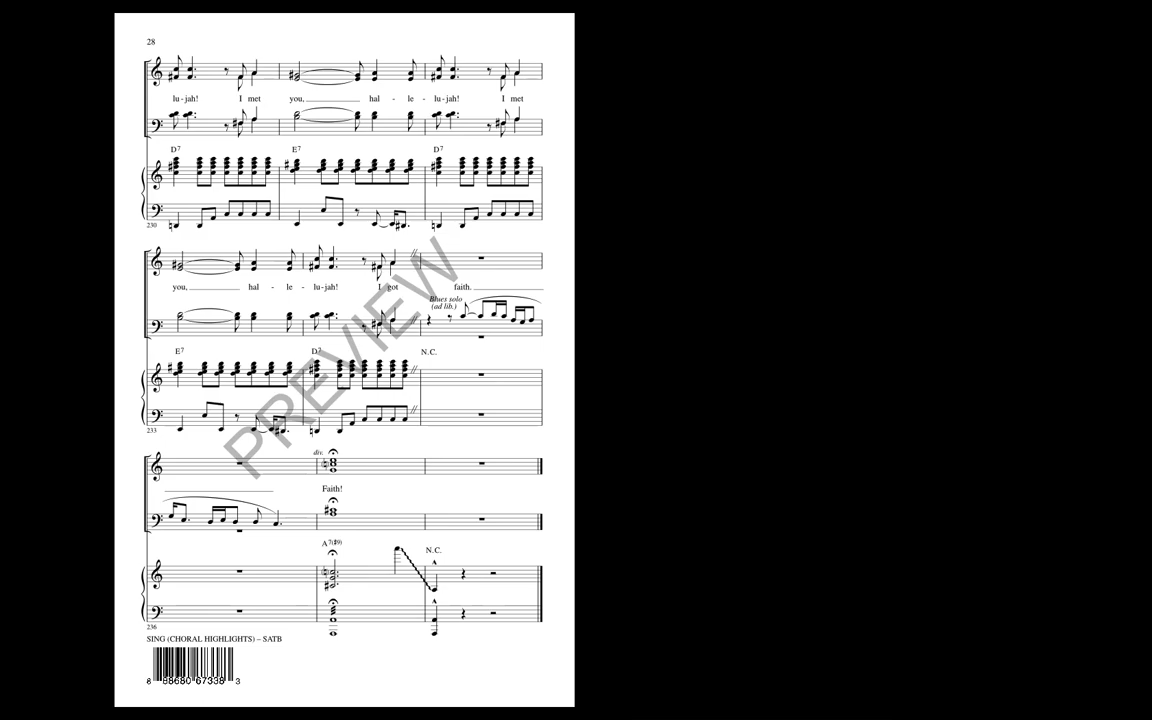 28
lu - jah! I met you, hal - le - lu - jah! I met
D7 E7 D7
230
you, hal - le - lu - jah! I got faith.
Blues solo
(ad lib.)
E7 D7 N.C.
233
PREVIEW
div.
Faith!
A7(#9) N.C.
236
SING (CHORAL HIGHLIGHTS) – SATB
8 88680 67338 3